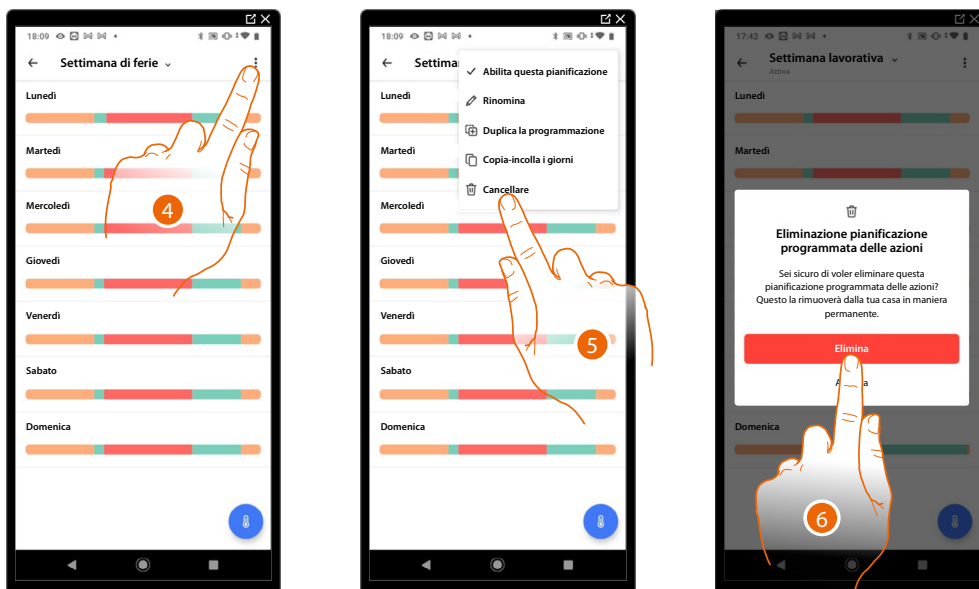 18:09
Settimana di ferie
Lunedì
Martedì
Mercoledì
Giovedì
Venerdì
Sabato
Domenica
4
18:09
Settima
Abilita questa pianificazione
Rinomina
Duplica la programmazione
Copia-incolla i giorni
Cancellare
Lunedì
Martedì
Mercoledì
Giovedì
Venerdì
Sabato
Domenica
5
17:42
Settimana lavorativa
Attiva
Lunedì
Martedì
Eliminazione pianificazione
programmata delle azioni
Sei sicuro di voler eliminare questa
pianificazione programmata delle azioni?
Questo la rimuoverà dalla tua casa in maniera
permanente.
Elimina
Domenica
6